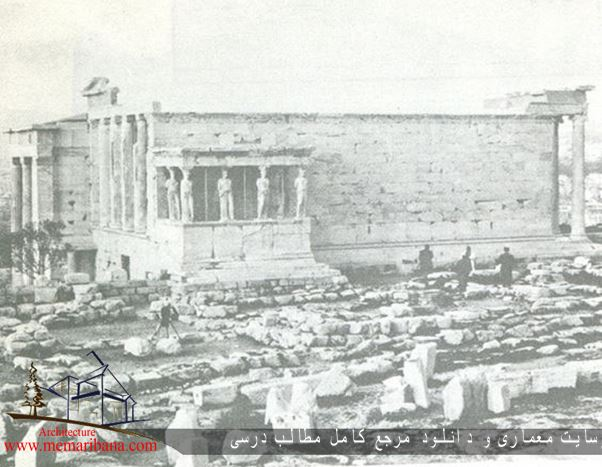 Architecture
www.memaribana.com
سایت معماری و دانلود مرجع کامل مطالب درسی